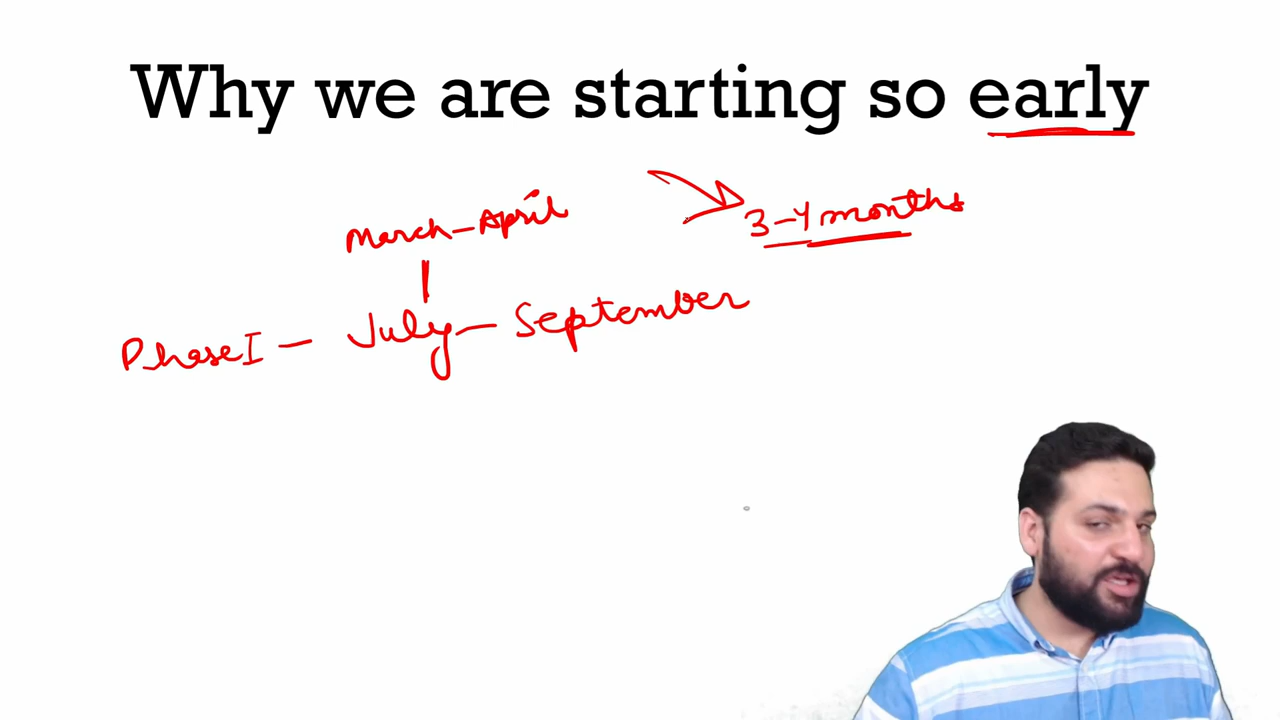 Why we are starting so early
March-April
3-4 months
Phase I - July - September